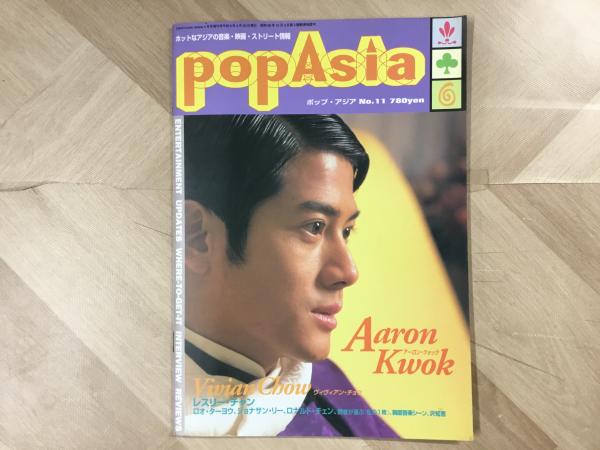 ホットなアジアの音楽・映画・ストリート情報
popAsia
ポップ・アジア No.11 780yen
ENTERTAINMENT UPDATES WHERE-TO-GET-IT INTERVIEW REVIEWS
Aaron
アーロン・クォック
Kwok
Vivian Chow ヴィヴィアン・チョウ
レスリー・チャン
ロオ・ターヨウ、ジョナサン・リー、ロナルド・チェン、